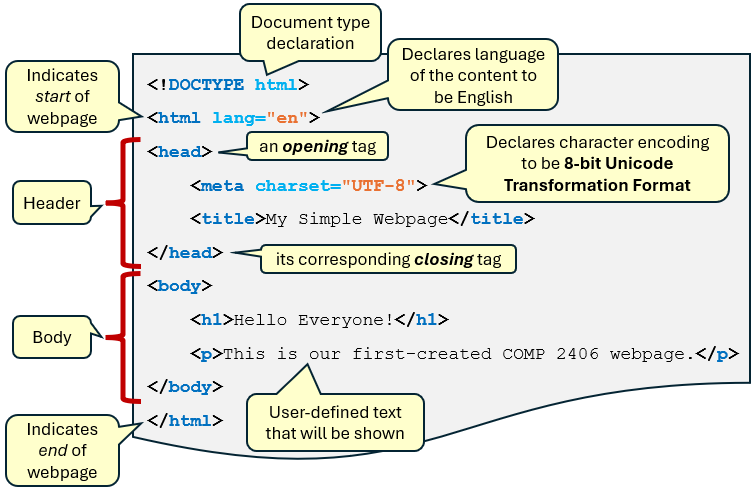 Document type
declaration
Declares language
of the content to
be English
Indicates
start of
webpage
<!DOCTYPE html>
<html lang="en">
<head>
an opening tag
Declares character encoding
to be 8-bit Unicode
Transformation Format
<meta charset="UTF-8">
Header
<title>My Simple Webpage</title>
</head>
its corresponding closing tag
<body>
<h1>Hello Everyone!</h1>
Body
<p>This is our first-created COMP 2406 webpage.</p>
</body>
User-defined text
that will be shown
</html>
Indicates
end of
webpage